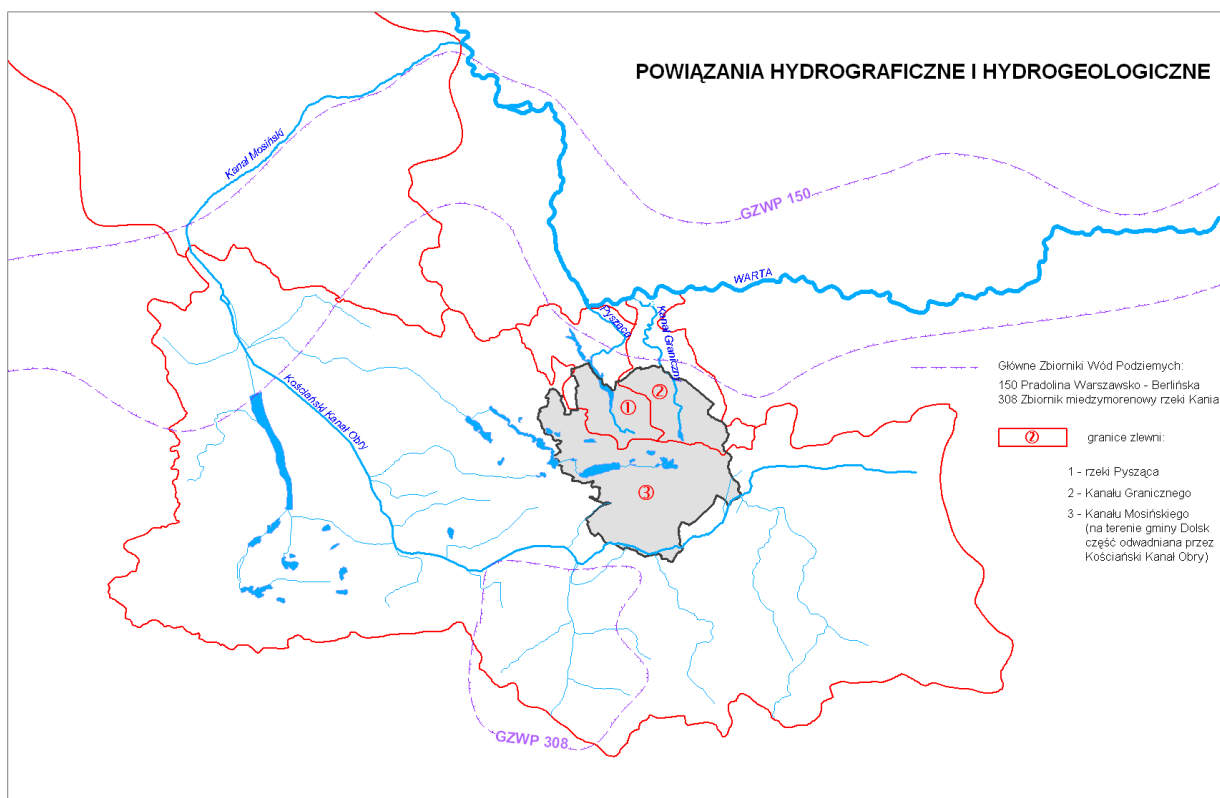 POWIĄZANIA HYDROGRAFICZNE I HYDROGEOLOGICZNE
Kanał Mosiński
GZWP 150
WARTA
Pysząca
Kanał Graniczny
Kościański Kanał Obry
1
2
3
GZWP 308
Główne Zbiorniki Wód Podziemych:
150 Pradolina Warszawsko - Berlińska
308 Zbiornik miedzymorenowy rzeki Kania
2
granice zlewni:
1 - rzeki Pysząca
2 - Kanału Granicznego
3 - Kanału Mosińskiego
(na terenie gminy Dolsk
część odwadniana przez
Kościański Kanał Obry)